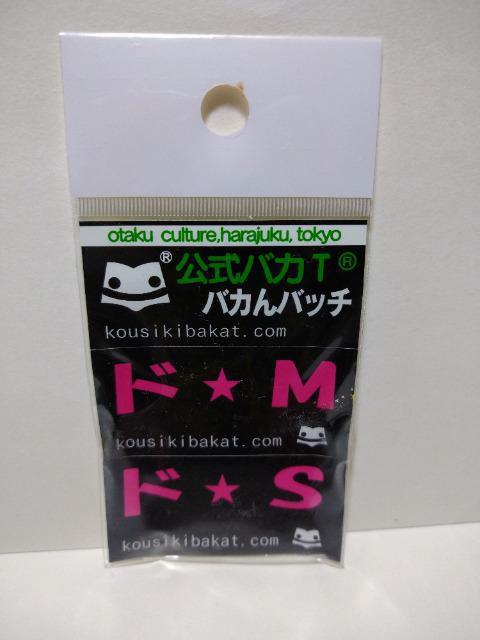 otaku culture,harajuku, tokyo
® 公式バカT ®
バカんバッチ
kousikibakat.com
ド★M
kousikibakat.com
ド★S
kousikibakat.com